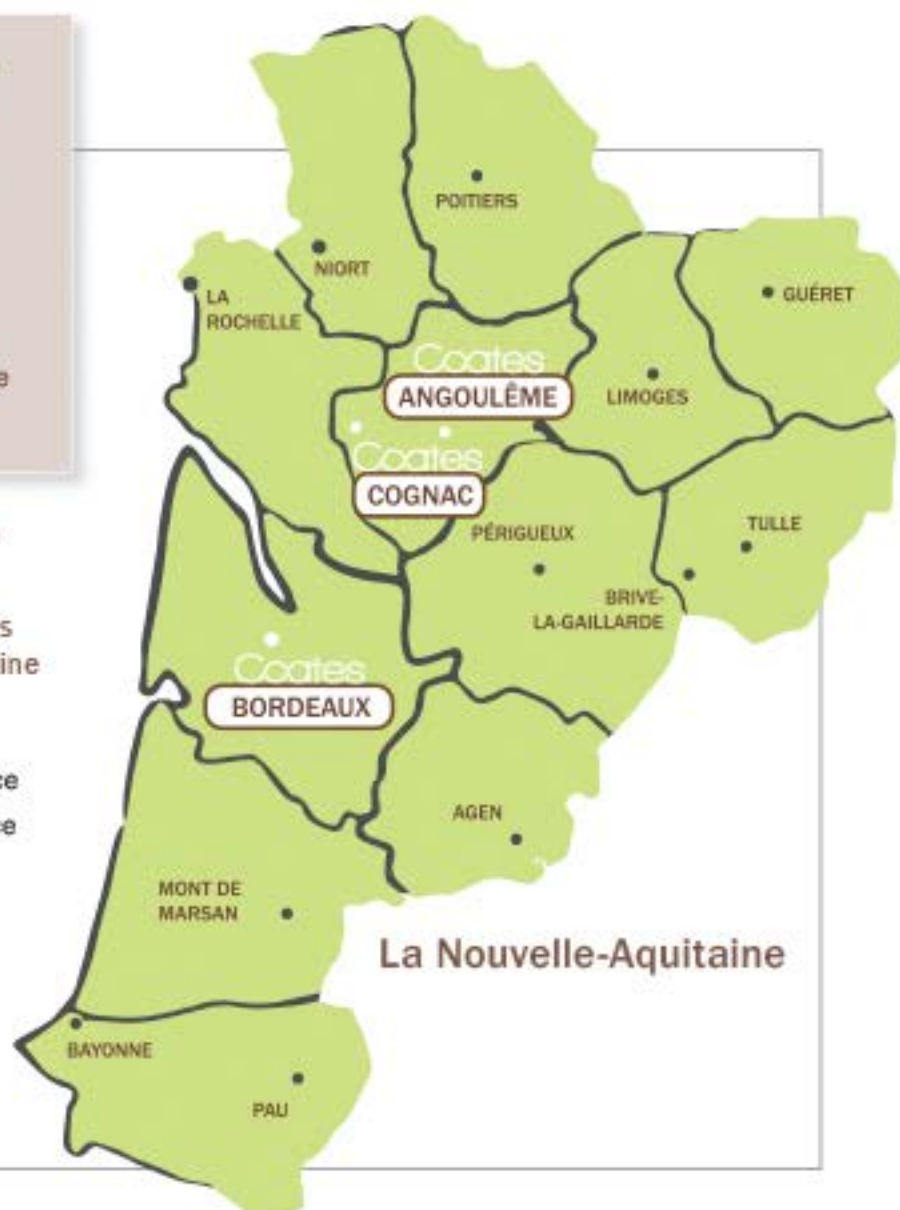 POITIERS
NIORT
LA
ROCHELLE
GUÉRET
Coates
ANGOULÊME
LIMOGES
Coates
COGNAC
PÉRIGUEUX
TULLE
BRIVE-
LA-GAILLARDE
Coates
BORDEAUX
AGEN
MONT DE
MARSAN
La Nouvelle-Aquitaine
BAYONNE
PAU